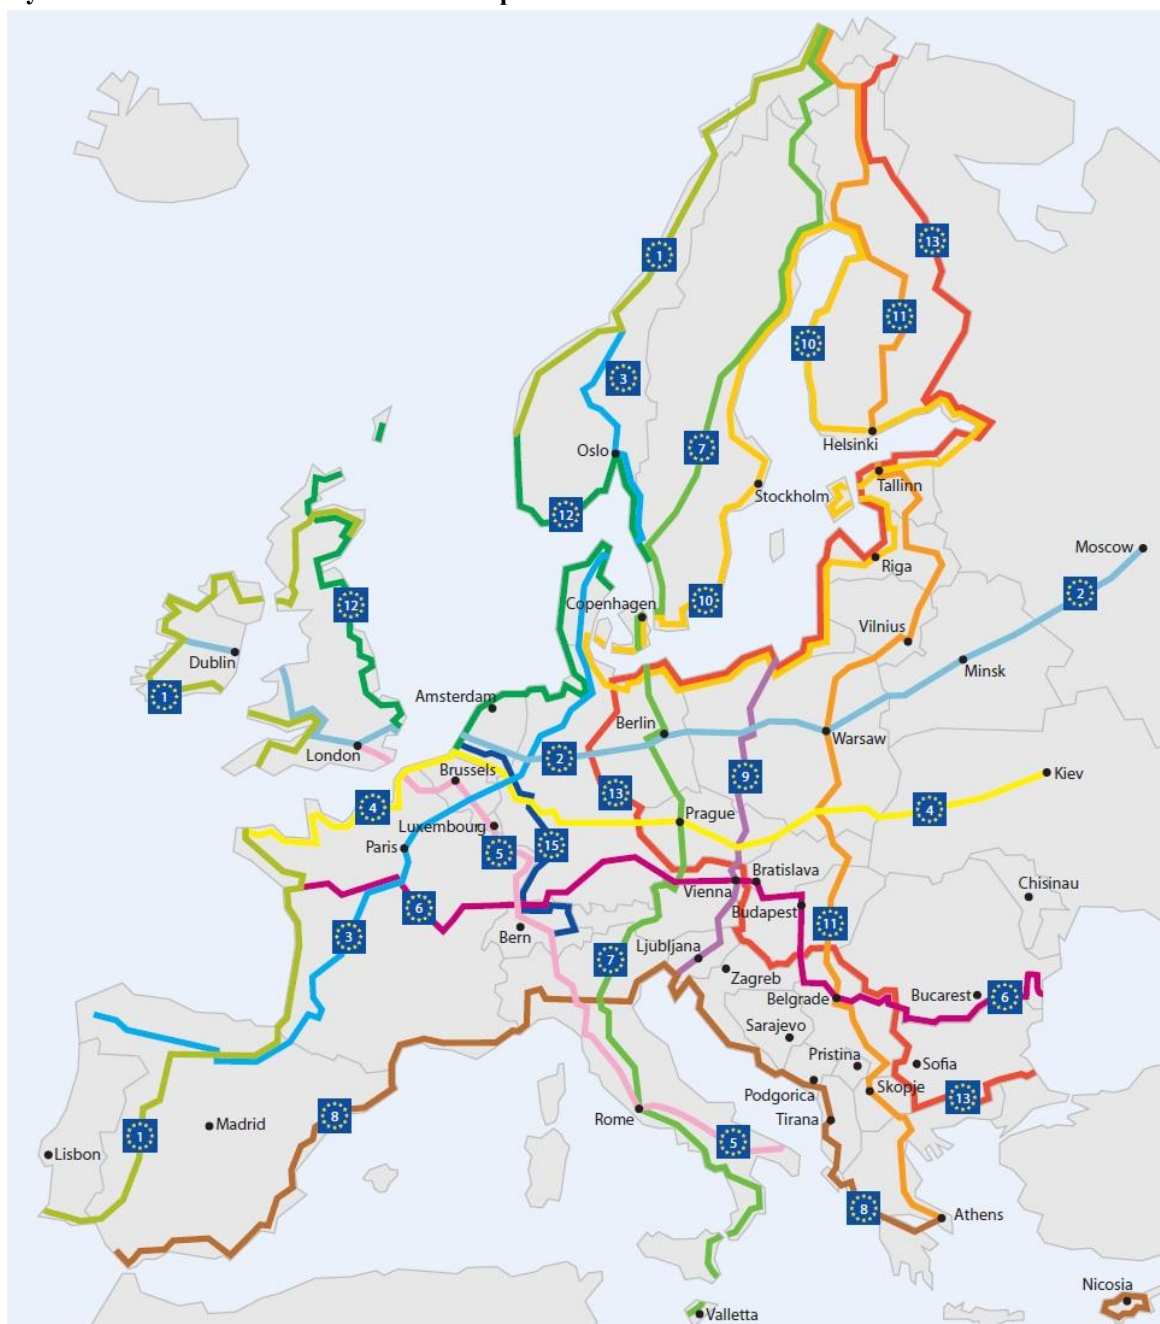 1
13
11
10
3
Oslo
7
Helsinki
Tallinn
Stockholm
12
Moscow
Riga
2
12
Copenhagen
10
Vilnius
Dublin
Minsk
1
Amsterdam
Berlin
Warsaw
London
2
Brussels
9
Kiev
13
4
4
Prague
Luxembourg
Paris
5
15
Bratislava
Vienna
Chisinau
6
Budapest
11
3
Bern
Ljubljana
7
Zagreb
Belgrade
Bucarest
6
Sarajevo
Pristina
Sofia
Skopje
Podgorica
13
8
Rome
Tirana
Madrid
1
5
Lisbon
8
Athens
Nicosia
Valletta